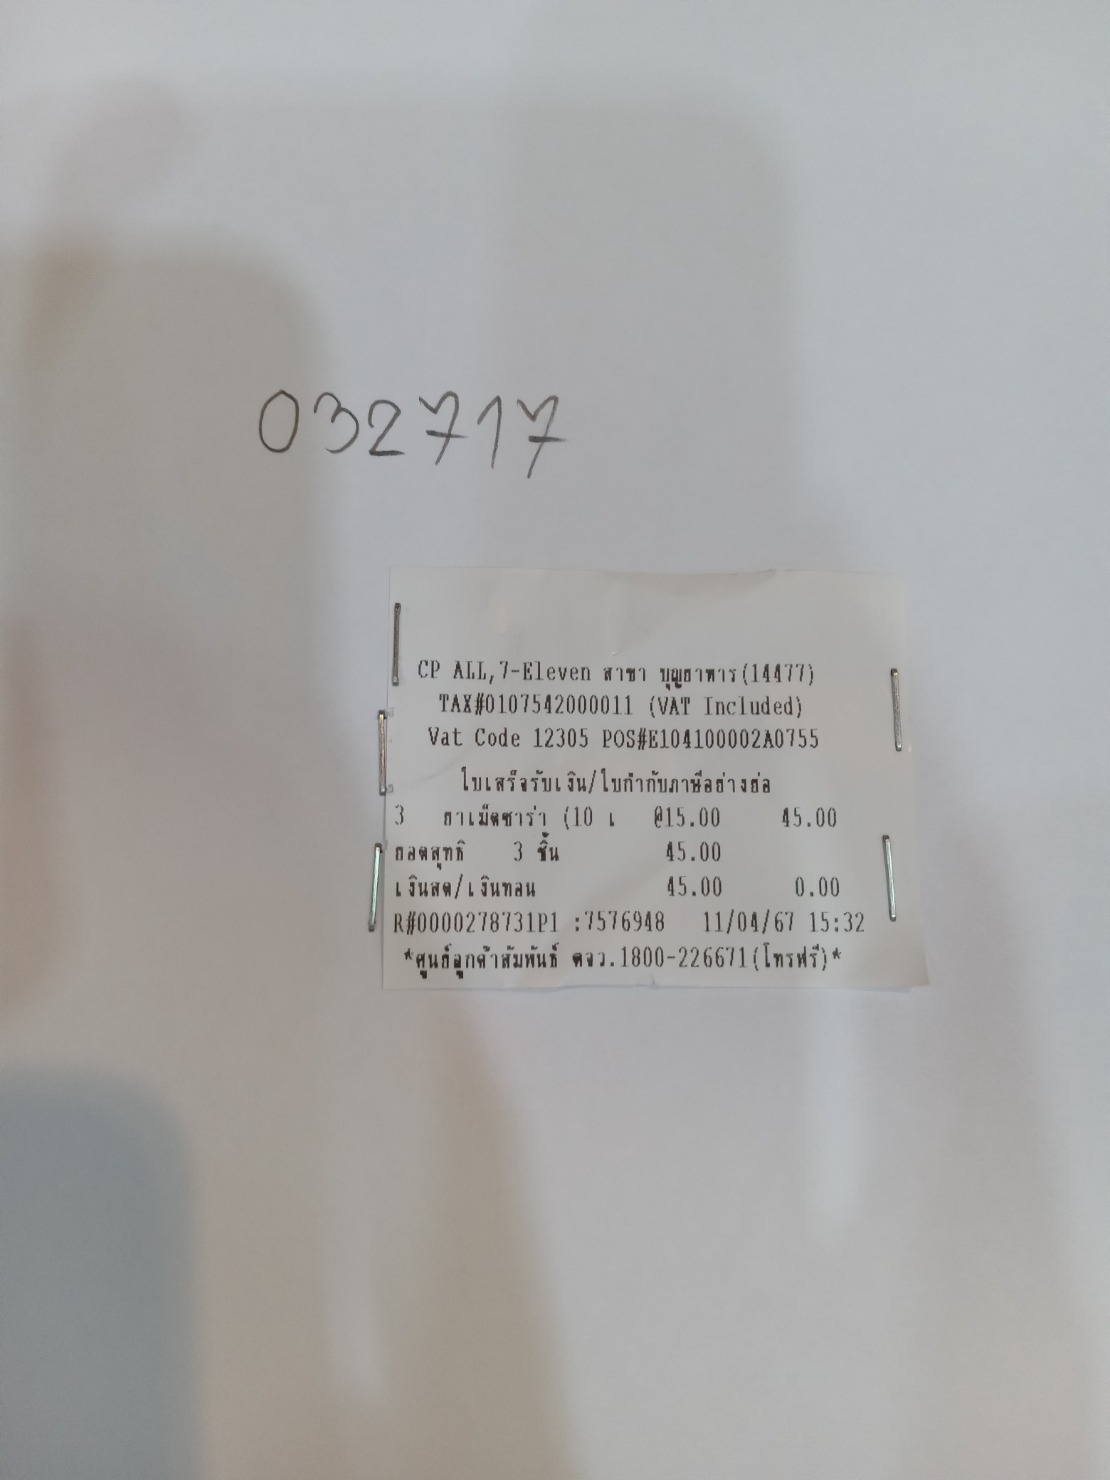 032717
CP ALL,7-Eleven สาขา บุญยาหาร(14477)
TAX#0107542000011 (VAT Included)
Vat Code 12305 POS#E104100002A0755
ใบเสร็จรับเงิน/ใบกำกับภาษีอย่างย่อ
3 ยาเม็ดซาร่า (10 เ @15.00 45.00
ยอดสุทธิ 3 ชิ้น 45.00
เงินสด/เงินทอน 45.00 0.00
R#0000278731P1 :7576948 11/04/67 15:32
*ศูนย์ลูกค้าสัมพันธ์ ตจว.1800-226671(โทรฟรี)*